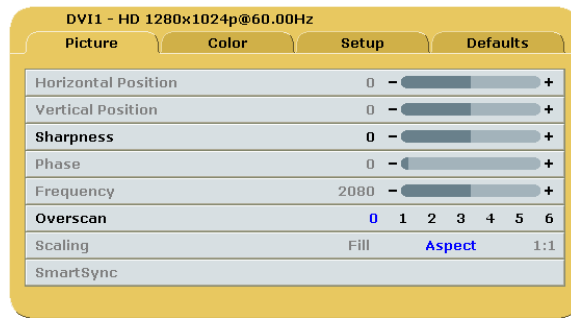 DVI1 - HD 1280x1024p@60.00Hz
Picture Color Setup Defaults
Horizontal Position 0 - +
Vertical Position 0 - +
Sharpness 0 - +
Phase 0 - +
Frequency 2080 - +
Overscan 0 1 2 3 4 5 6
Scaling Fill Aspect 1:1
SmartSync